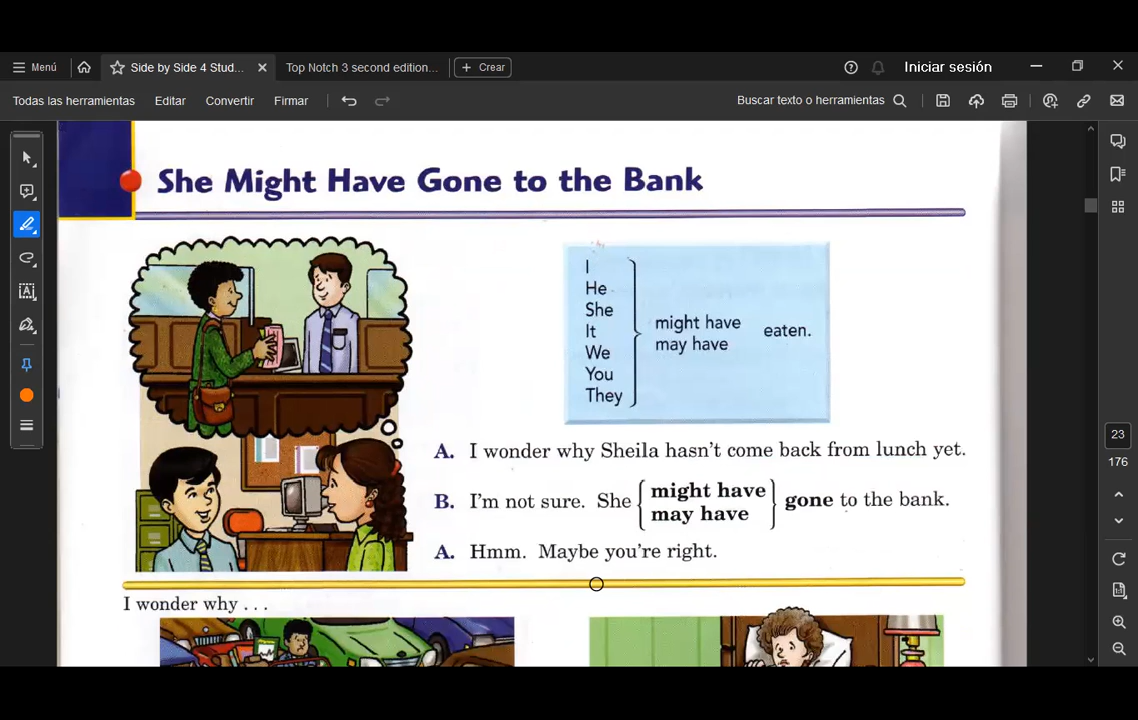 Menú
Side by Side 4 Stud...
Top Notch 3 second edition...
Crear
Iniciar sesión
Todas las herramientas
Editar
Convertir
Firmar
Buscar texto o herramientas
She Might Have Gone to the Bank
I
He
She
It
We
You
They
might have
may have
eaten.
A. I wonder why Sheila hasn't come back from lunch yet.
B. I'm not sure. She { might have / may have } gone to the bank.
A. Hmm. Maybe you're right.
I wonder why . . .
23
176